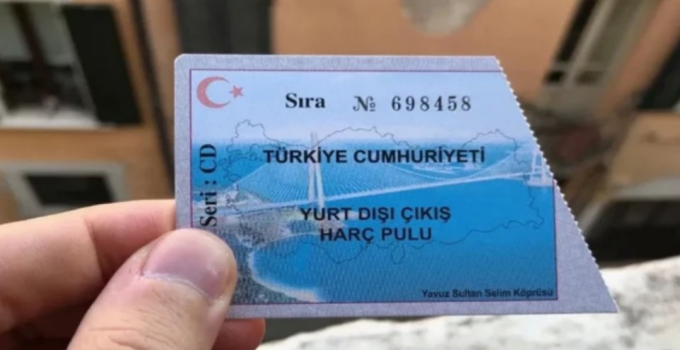 Sıra № 698458
Seri : CD
TÜRKİYE CUMHURİYETİ
YURT DIŞI ÇIKIŞ
HARÇ PULU
Yavuz Sultan Selim Köprüsü